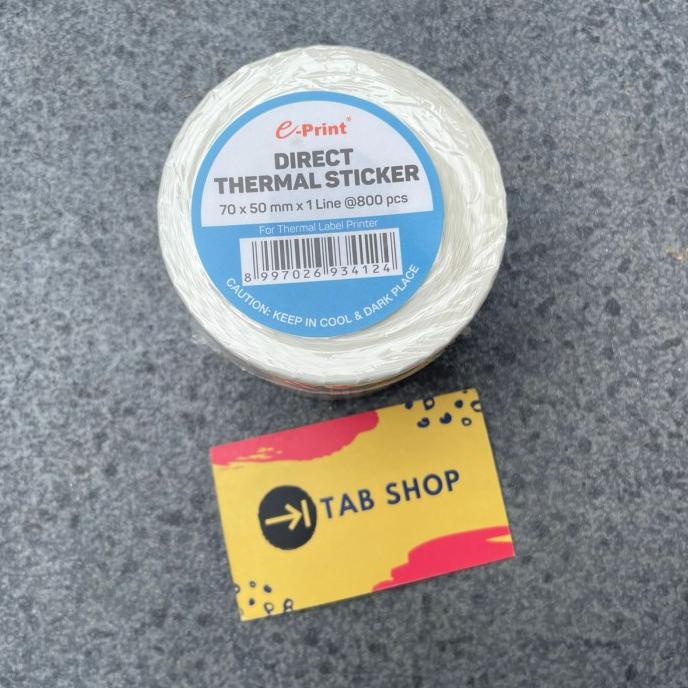 e-Print®
DIRECT
THERMAL STICKER
70 x 50 mm x 1 Line @800 pcs
For Thermal Label Printer
8 997026 934124
CAUTION: KEEP IN COOL & DARK PLACE
TAB SHOP